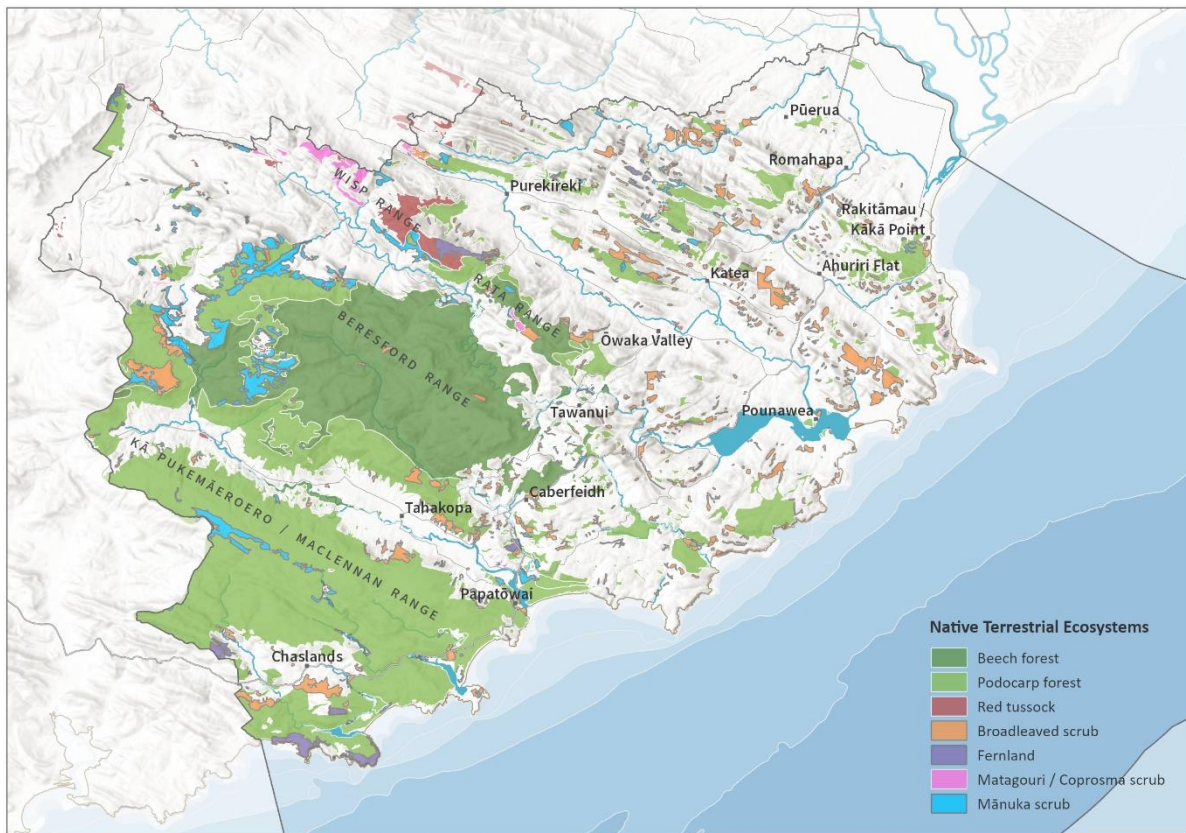 Pūerua
Romahapa
WISP RANGE
Purekireki
Rakitāmau /
Kākā Point
Katea
Ahuriri Flat
RATA RANGE
BERESFORD RANGE
Ōwaka Valley
Tawanui
Pounawea
KĀ PUKEMĀEROERO / MACLENNAN RANGE
Caberfeidh
Tahakopa
Papatōwai
Chaslands
Native Terrestrial Ecosystems
Beech forest
Podocarp forest
Red tussock
Broadleaved scrub
Fernland
Matagouri / Coprosma scrub
Mānuka scrub